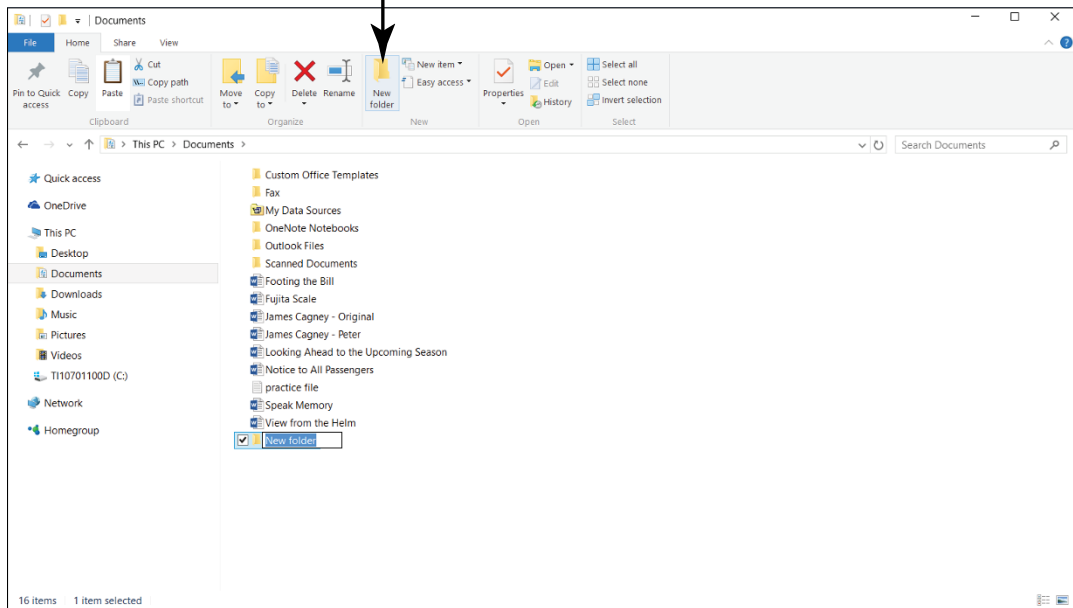 Documents
File Home Share View
Pin to Quick access
Copy
Paste
Cut
Copy path
Paste shortcut
Move to
Copy to
Delete
Rename
New folder
New item
Easy access
Properties
Open
Edit
History
Select all
Select none
Invert selection
Clipboard Organize New Open Select
This PC > Documents >
Search Documents
Quick access
OneDrive
This PC
Desktop
Documents
Downloads
Music
Pictures
Videos
TI10701100D (C:)
Network
Homegroup
Custom Office Templates
Fax
My Data Sources
OneNote Notebooks
Outlook Files
Scanned Documents
Footing the Bill
Fujita Scale
James Cagney - Original
James Cagney - Peter
Looking Ahead to the Upcoming Season
Notice to All Passengers
practice file
Speak Memory
View from the Helm
New folder
16 items 1 item selected